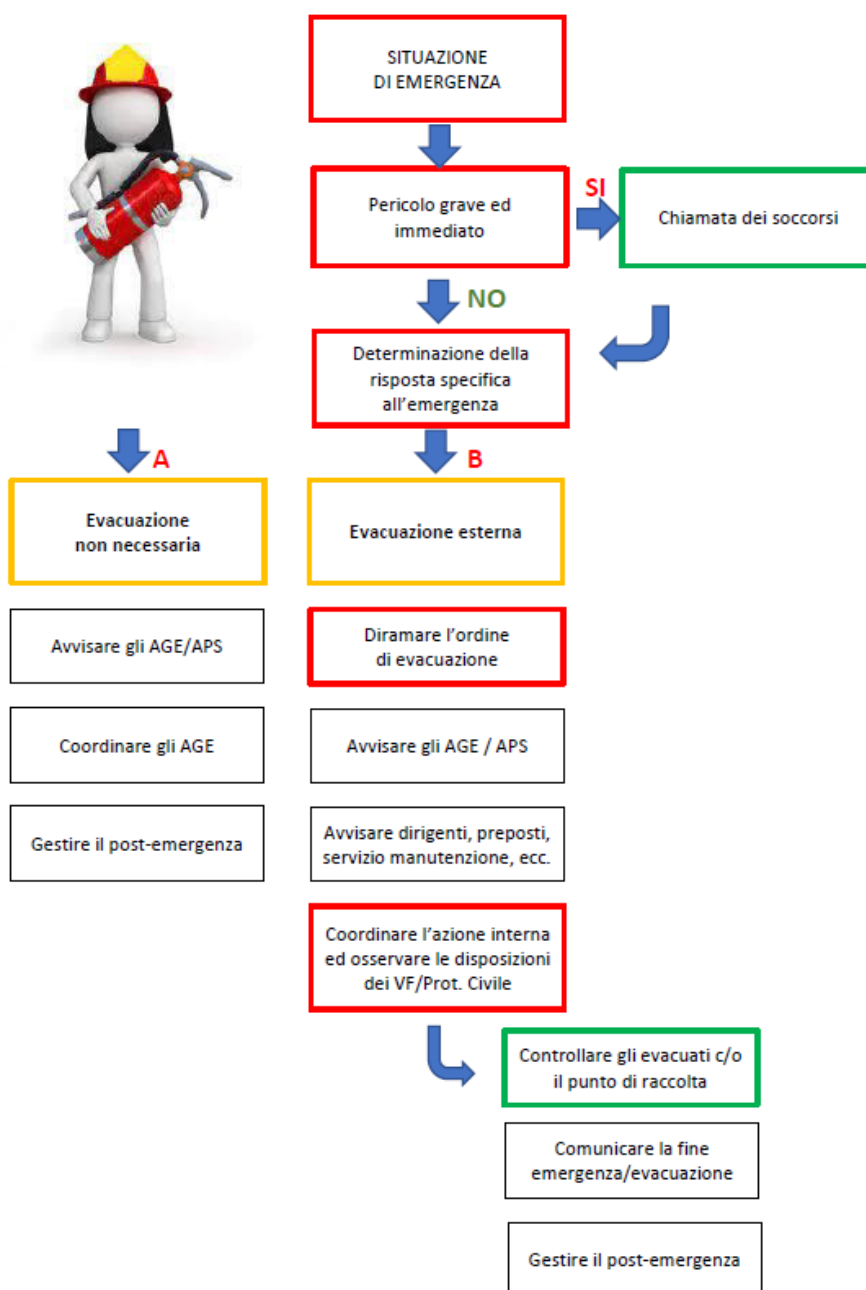 SITUAZIONE
DI EMERGENZA
Pericolo grave ed
immediato
SI
Chiamata dei soccorsi
NO
Determinazione della
risposta specifica
all’emergenza
A
B
Evacuazione
non necessaria
Evacuazione esterna
Avvisare gli AGE/APS
Diramare l’ordine
di evacuazione
Coordinare gli AGE
Avvisare gli AGE / APS
Gestire il post-emergenza
Avvisare dirigenti, preposti,
servizio manutenzione, ecc.
Coordinare l’azione interna
ed osservare le disposizioni
dei VF/Prot. Civile
Controllare gli evacuati c/o
il punto di raccolta
Comunicare la fine
emergenza/evacuazione
Gestire il post-emergenza